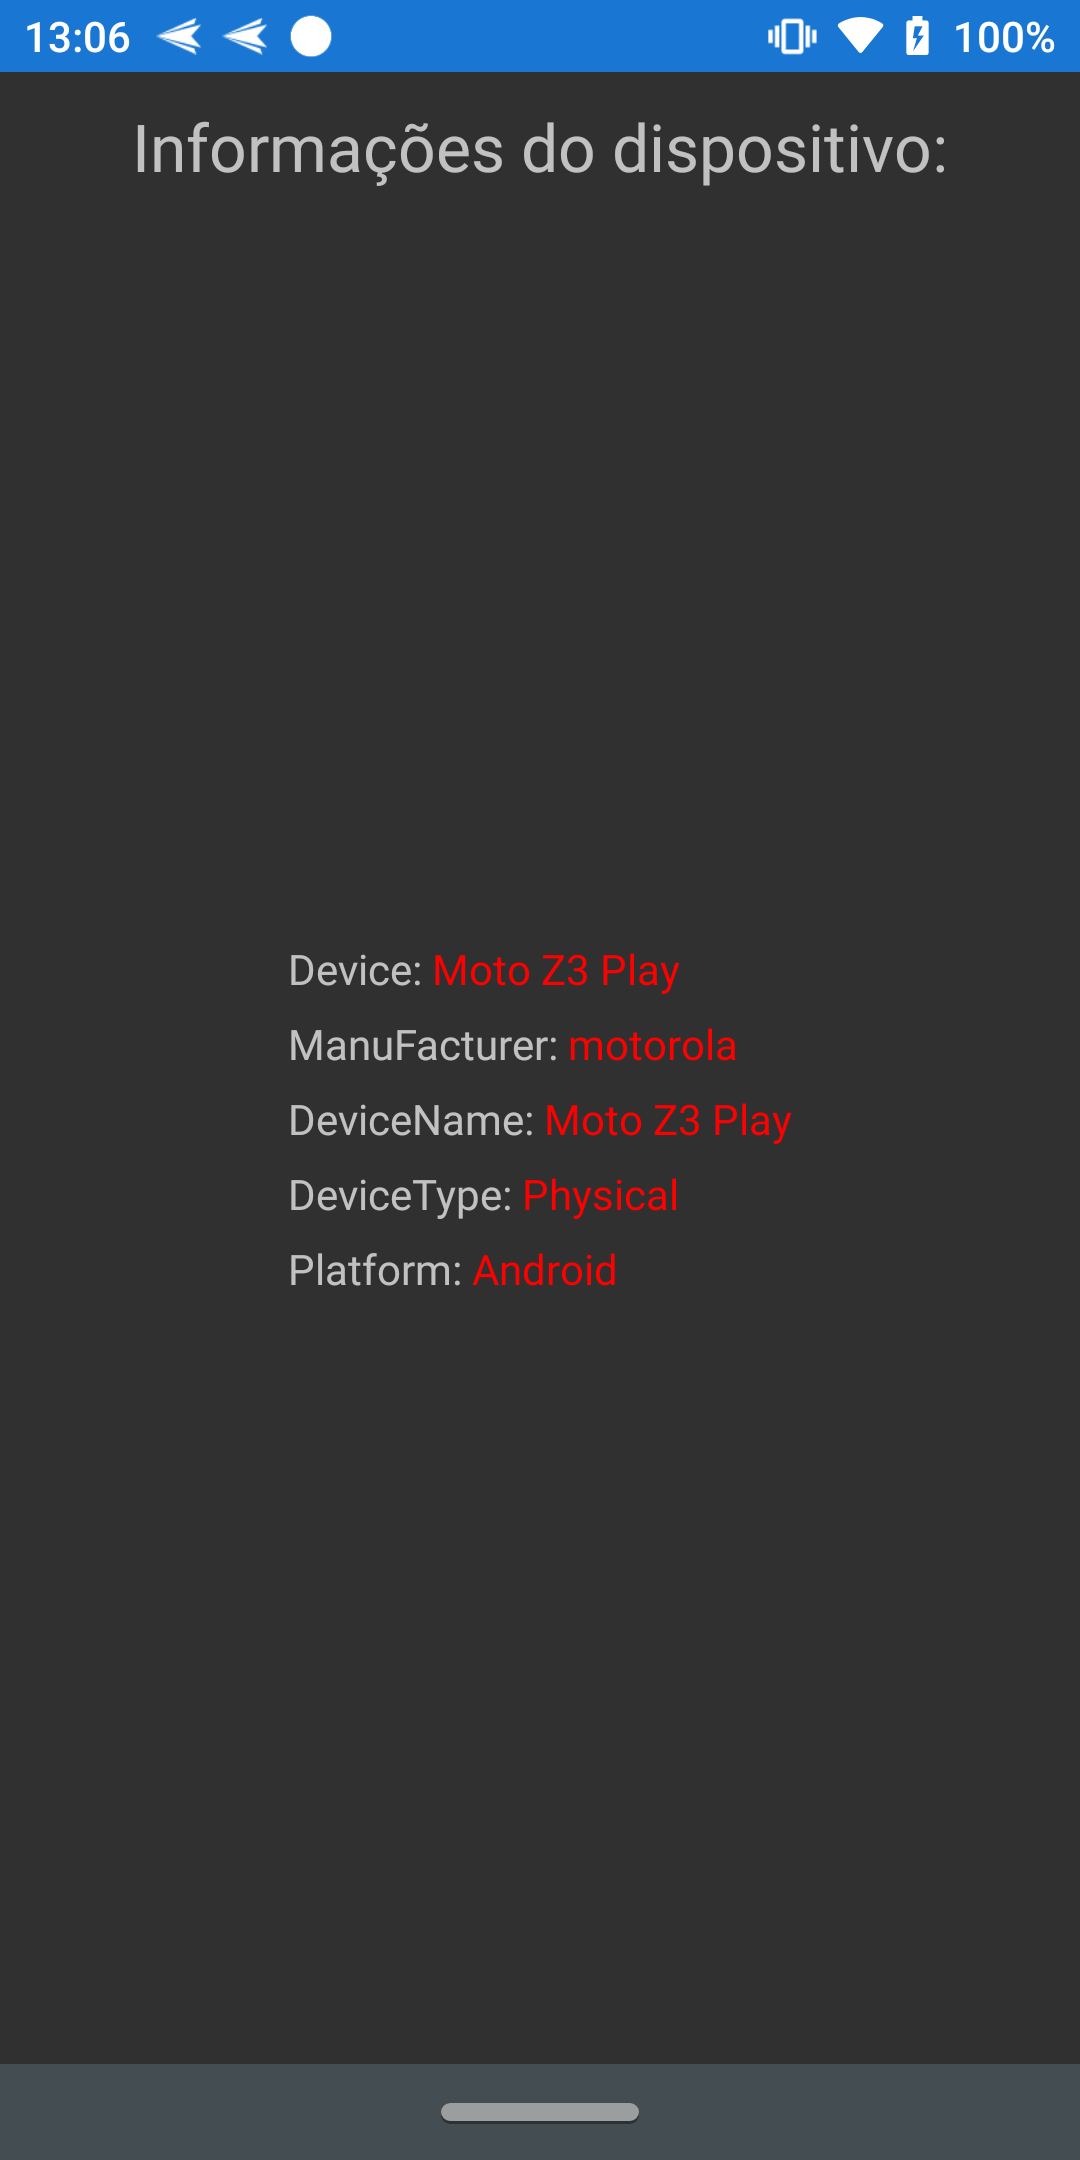 13:06 100%
Informações do dispositivo:
Device: Moto Z3 Play
ManuFacturer: motorola
DeviceName: Moto Z3 Play
DeviceType: Physical
Platform: Android